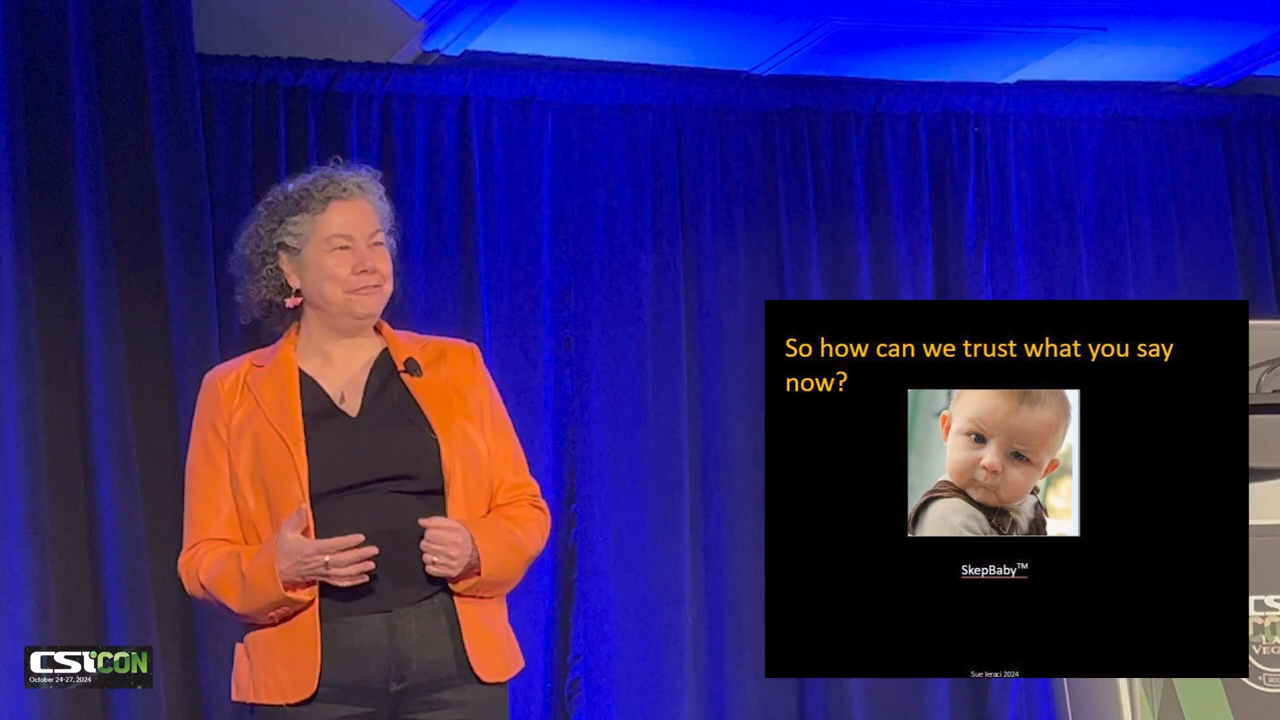 So how can we trust what you say
now?
SkepBaby™
Sue Ieraci 2024
CSICON
October 24-27, 2024